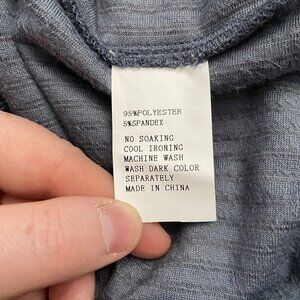 95%POLYESTER
5%SPANDEX
NO SOAKING
COOL IRONING
MACHINE WASH
WASH DARK COLOR
SEPARATELY
MADE IN CHINA